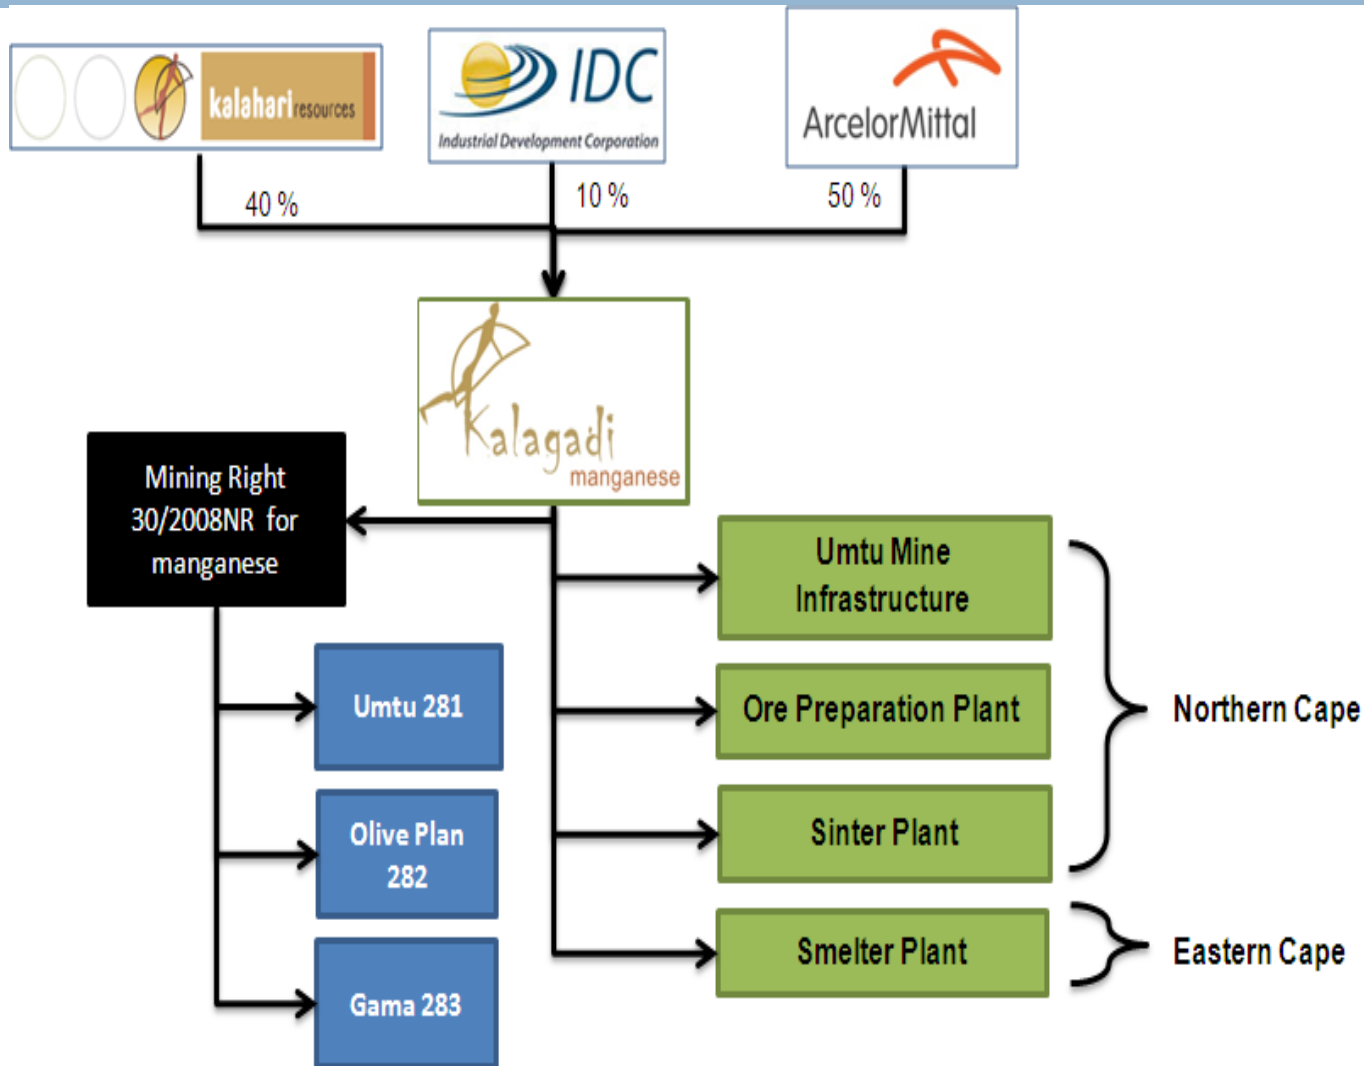 kalahari resources
IDC
Industrial Development Corporation
ArcelorMittal
40 %
10 %
50 %
Kalagadi
manganese
Mining Right
30/2008NR for
manganese
Umtu 281
Olive Plan
282
Gama 283
Umtu Mine
Infrastructure
Ore Preparation Plant
Sinter Plant
Smelter Plant
Northern Cape
Eastern Cape